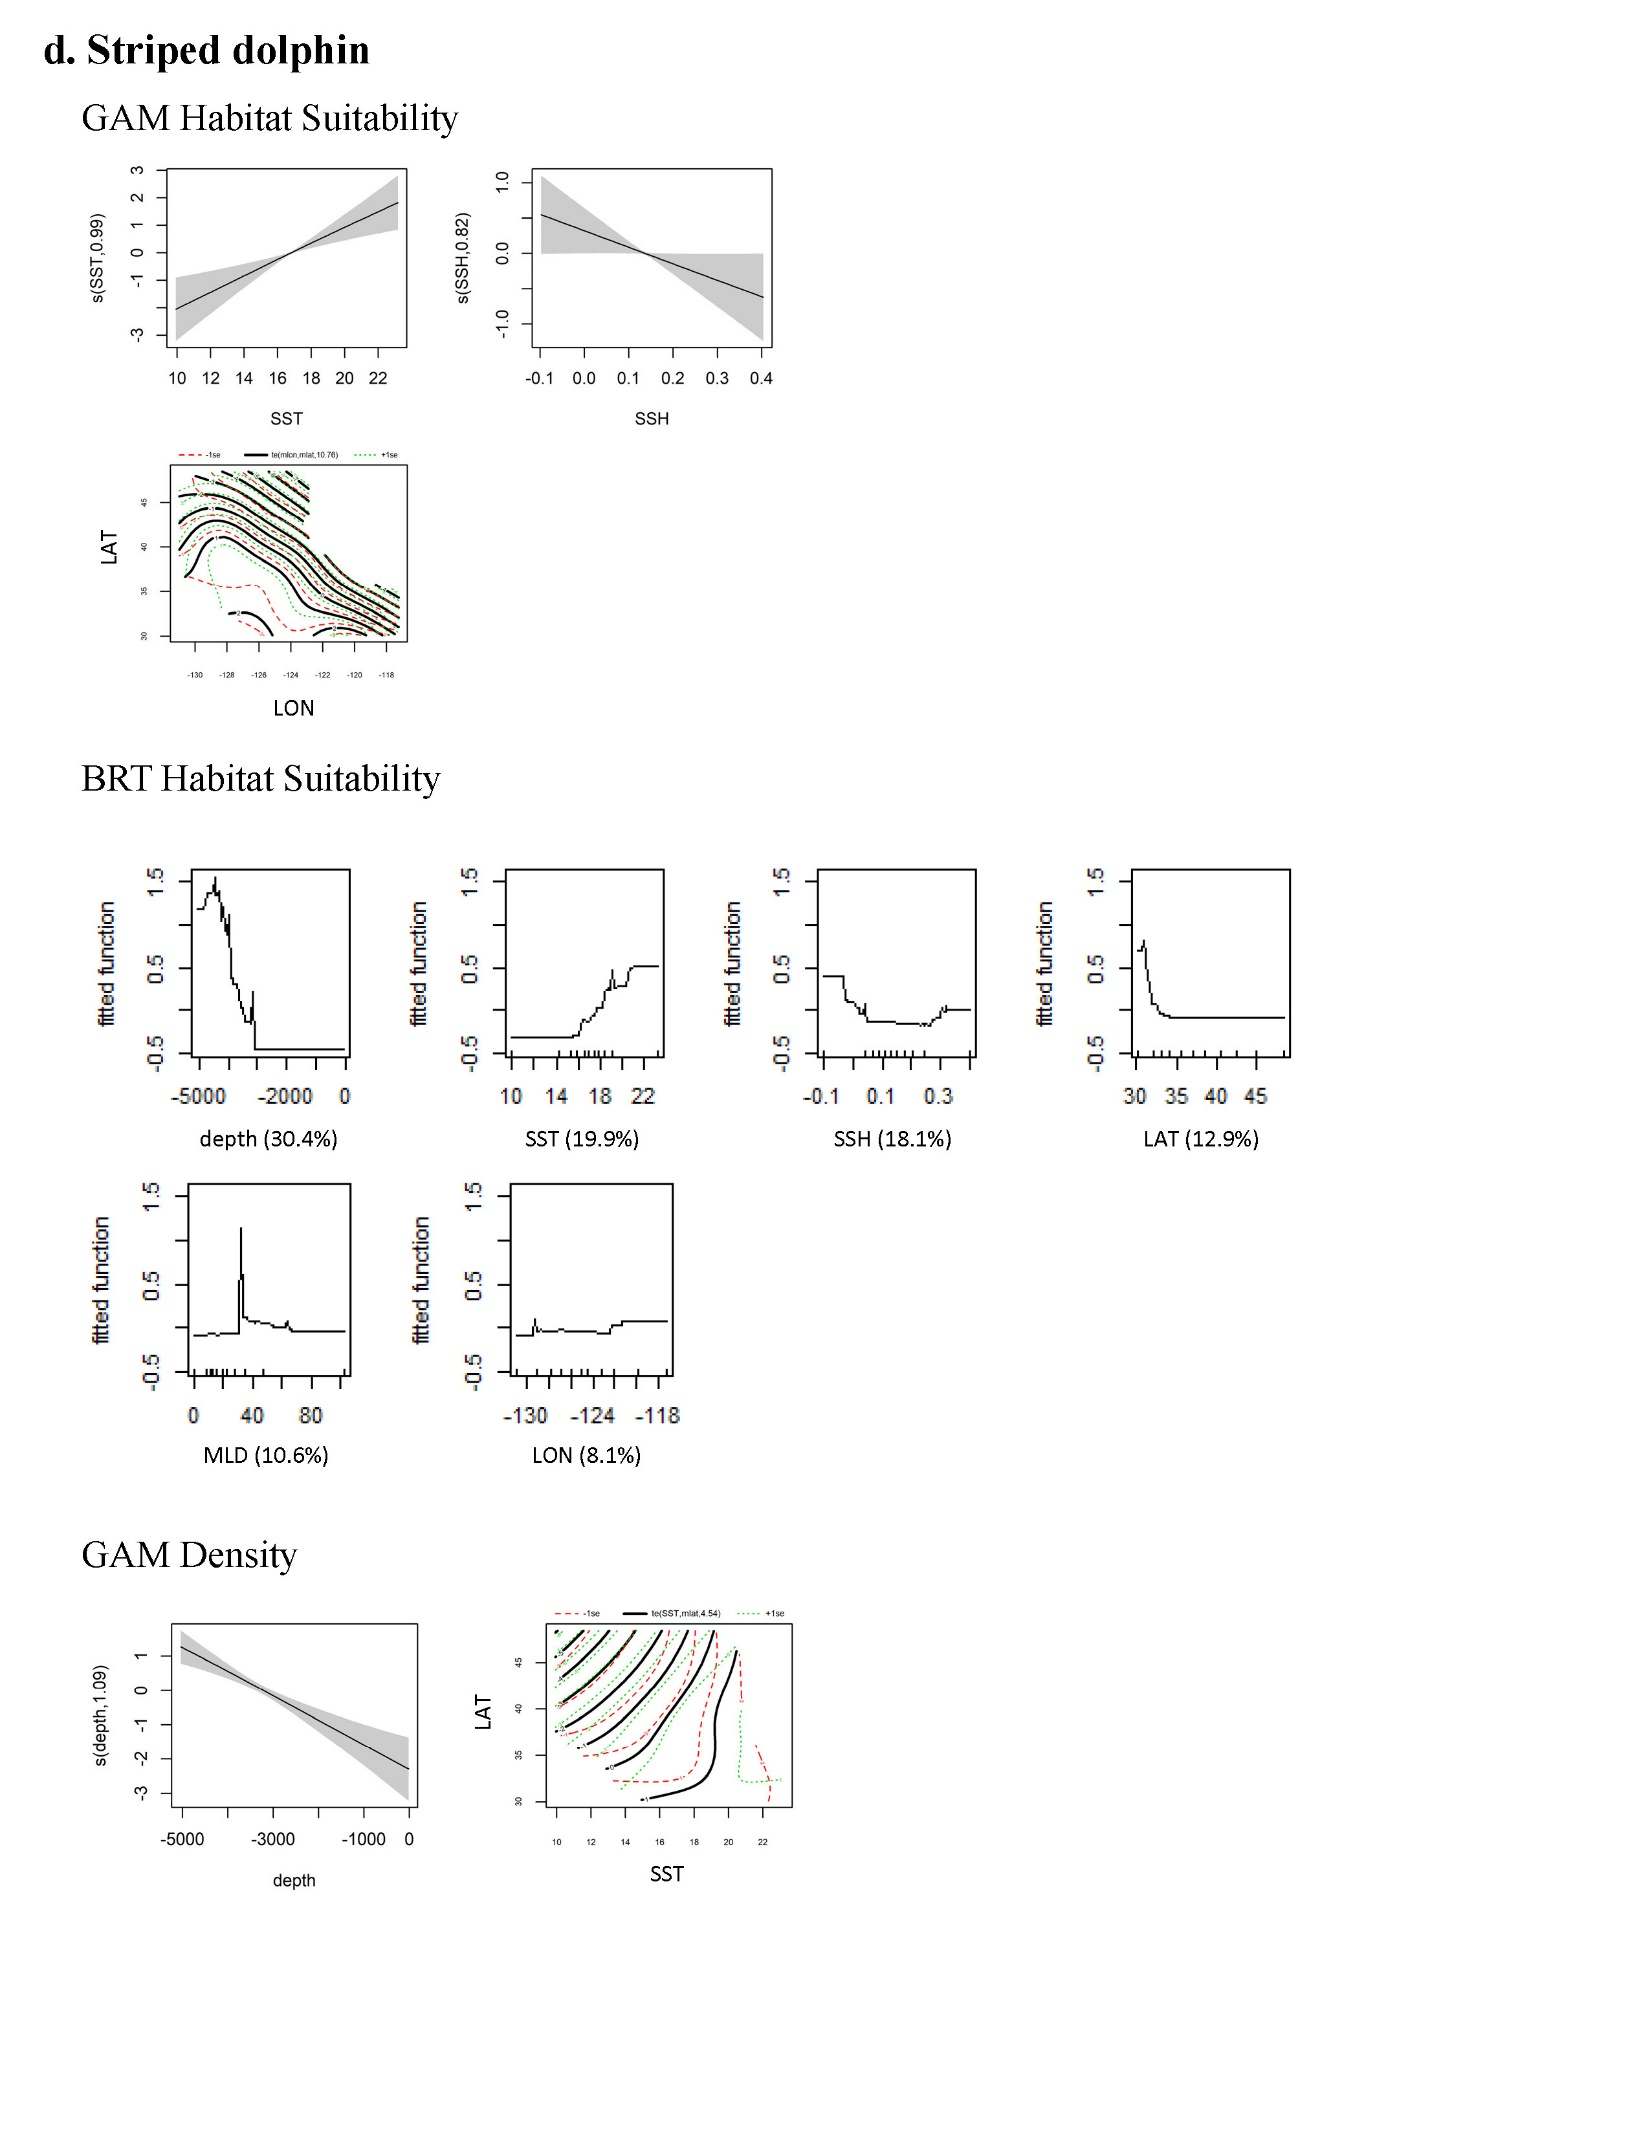 d. Striped dolphin
GAM Habitat Suitability
s(SST,0.99)
3
2
1
0
-1
-3
10 12 14 16 18 20 22
SST
s(SSH,0.82)
1.0
0.0
-1.0
-0.1 0.0 0.1 0.2 0.3 0.4
SSH
-1se te(mlon,mlat,10.76) +1se
LAT
45
40
35
30
-130 -128 -126 -124 -122 -120 -118
LON
BRT Habitat Suitability
fitted function
1.5
0.5
-0.5
-5000 -2000 0
depth (30.4%)
fitted function
1.5
0.5
-0.5
10 14 18 22
SST (19.9%)
fitted function
1.5
0.5
-0.5
-0.1 0.1 0.3
SSH (18.1%)
fitted function
1.5
0.5
-0.5
30 35 40 45
LAT (12.9%)
fitted function
1.5
0.5
-0.5
0 40 80
MLD (10.6%)
fitted function
1.5
0.5
-0.5
-130 -124 -118
LON (8.1%)
GAM Density
s(depth,1.09)
1
0
-1
-2
-3
-5000 -3000 -1000 0
depth
-1se te(SST,mlat,4.54) +1se
LAT
45
40
35
30
10 12 14 16 18 20 22
SST